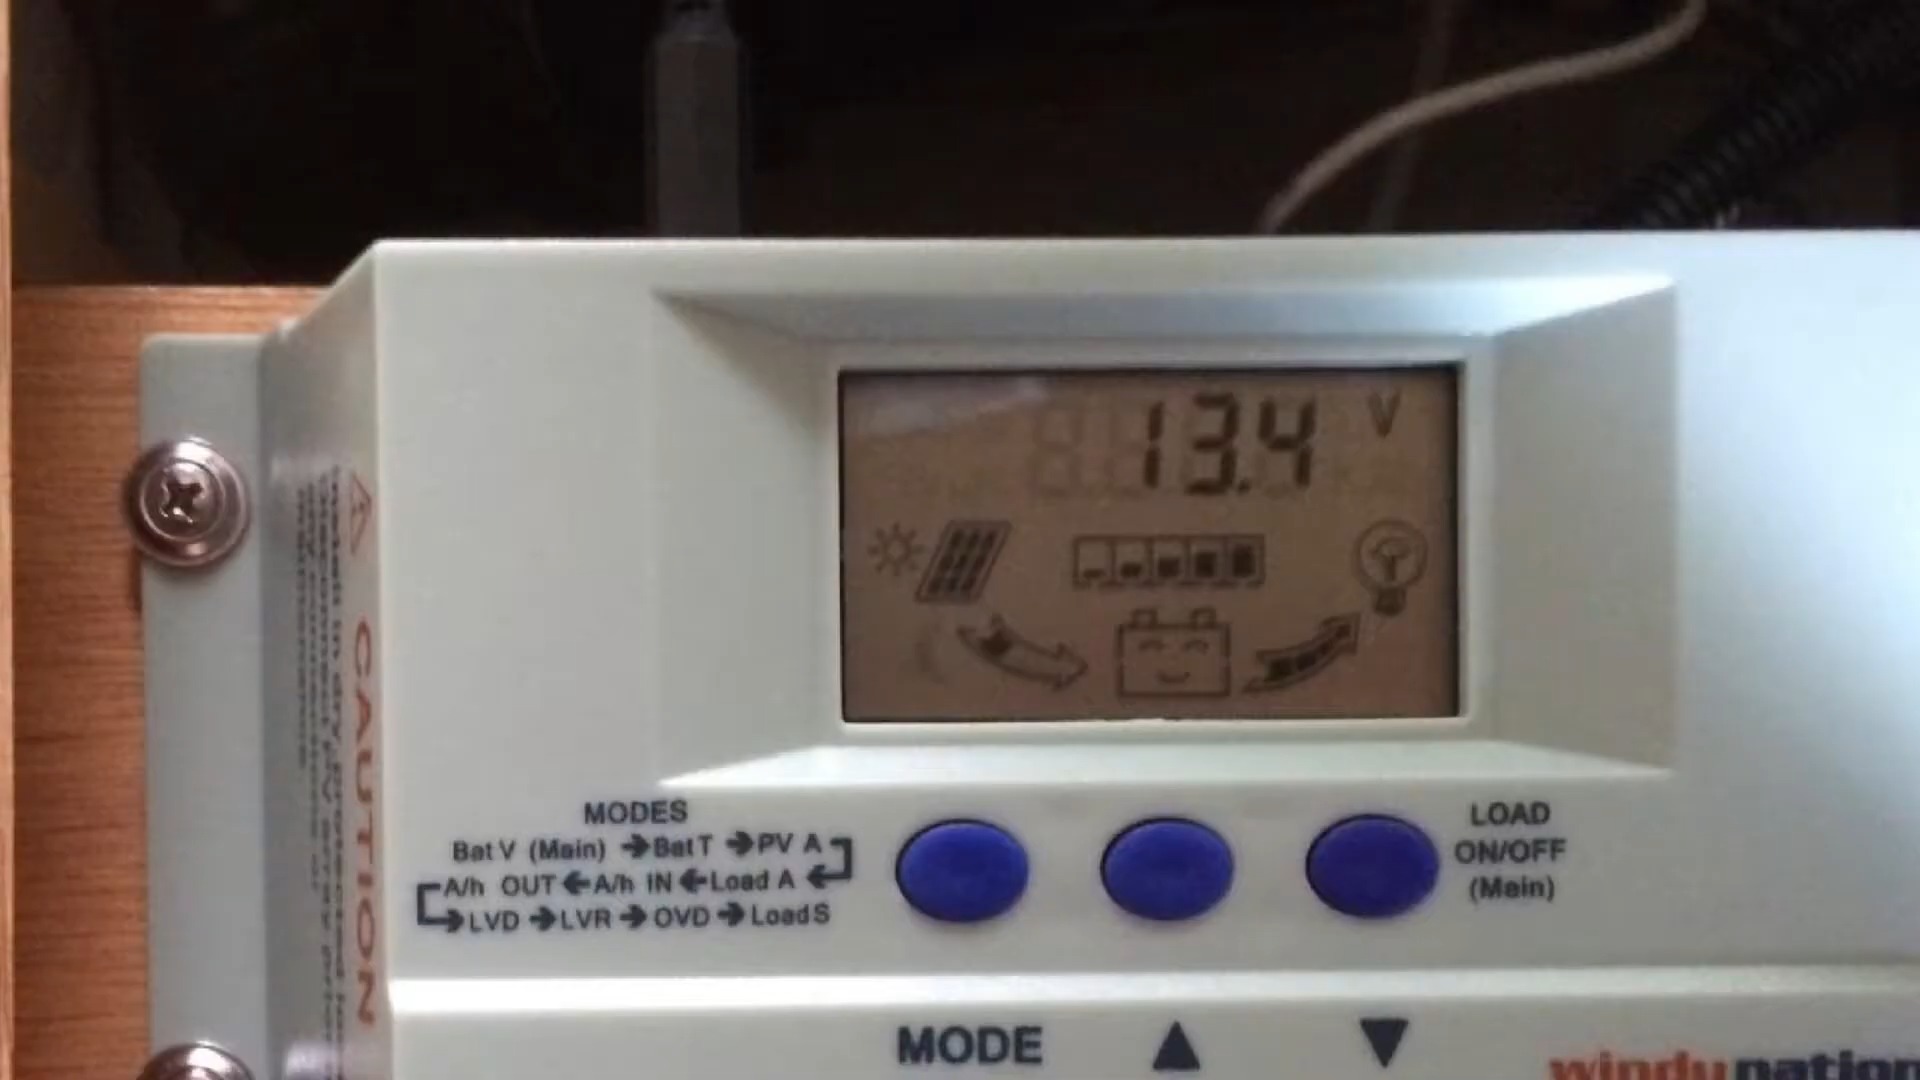 13.4 V
MODES
Bat V (Main) ➔Bat T ➔PV A
A/h OUT🡸A/h IN🡸Load A
➔LVD ➔LVR ➔ OVD ➔ Load S
LOAD
ON/OFF
(Main)
MODE ▲ ▼
windynation
CAUTION